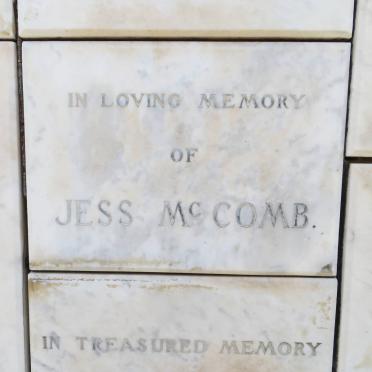 IN LOVING MEMORY
OF
JESS McCOMB.
IN TREASURED MEMORY